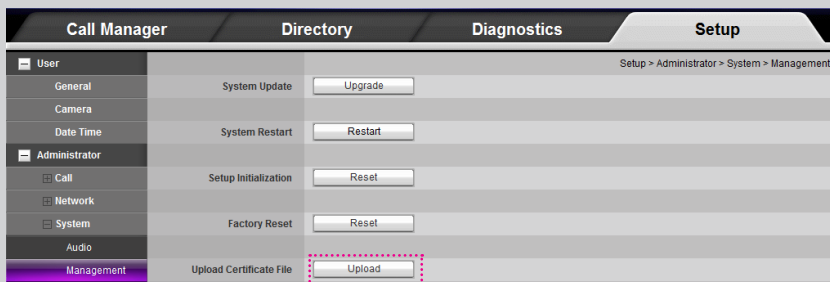 Call Manager Directory Diagnostics Setup
User Setup > Administrator > System > Management
General System Update Upgrade
Camera
Date Time System Restart Restart
Administrator
Call Setup Initialization Reset
Network
System Factory Reset Reset
Audio
Management Upload Certificate File Upload